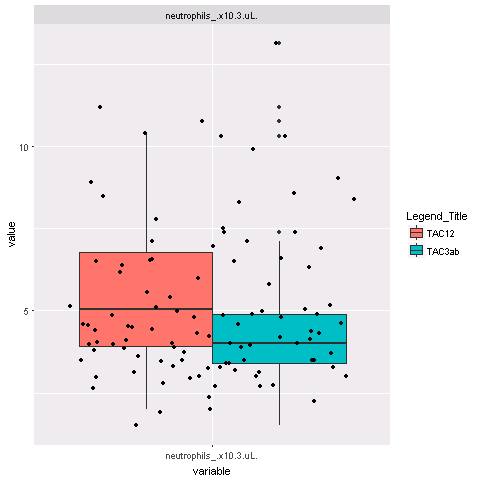 neutrophils_.x10.3.uL.
10
5
value
neutrophils_.x10.3.uL.
variable
Legend_Title
TAC12
TAC3ab